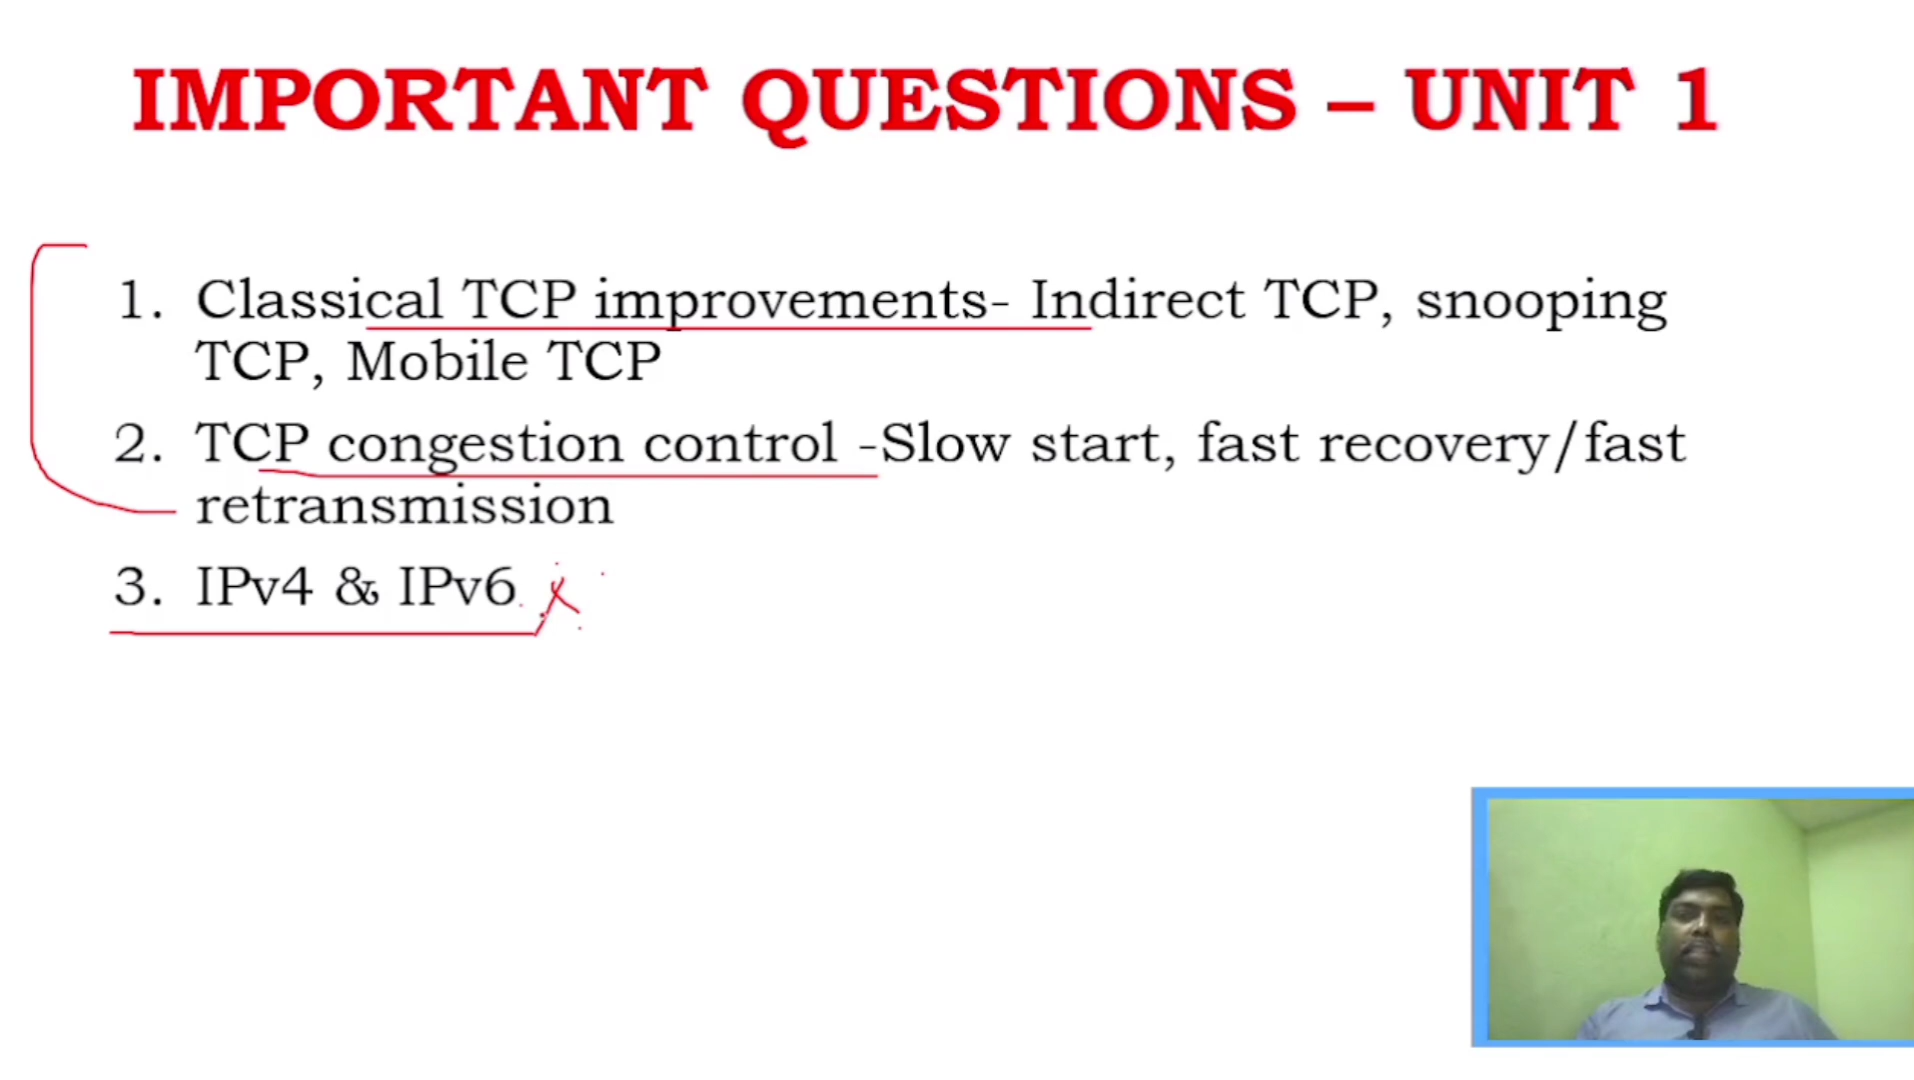 IMPORTANT QUESTIONS – UNIT 1
1. Classical TCP improvements- Indirect TCP, snooping
TCP, Mobile TCP
2. TCP congestion control -Slow start, fast recovery/fast
retransmission
3. IPv4 & IPv6